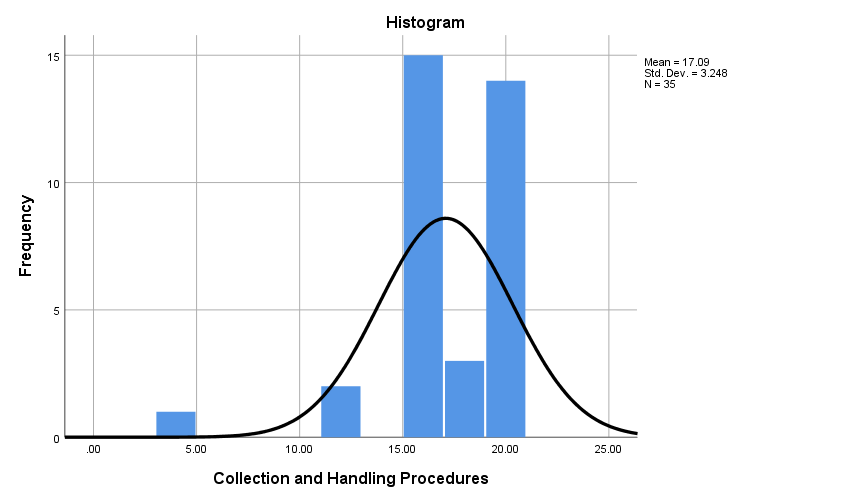 Histogram
Mean = 17.09
Std. Dev. = 3.248
N = 35
15
10
5
0
Frequency
.00 5.00 10.00 15.00 20.00 25.00
Collection and Handling Procedures